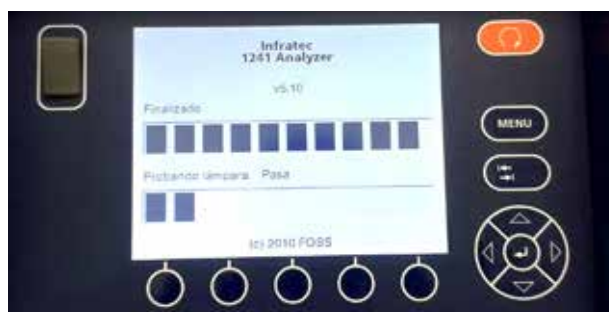 Infratec
1241 Analyzer
v5.10
Finalizado
Probando lámpara Pasa
(c) 2010 FOSS
MENU